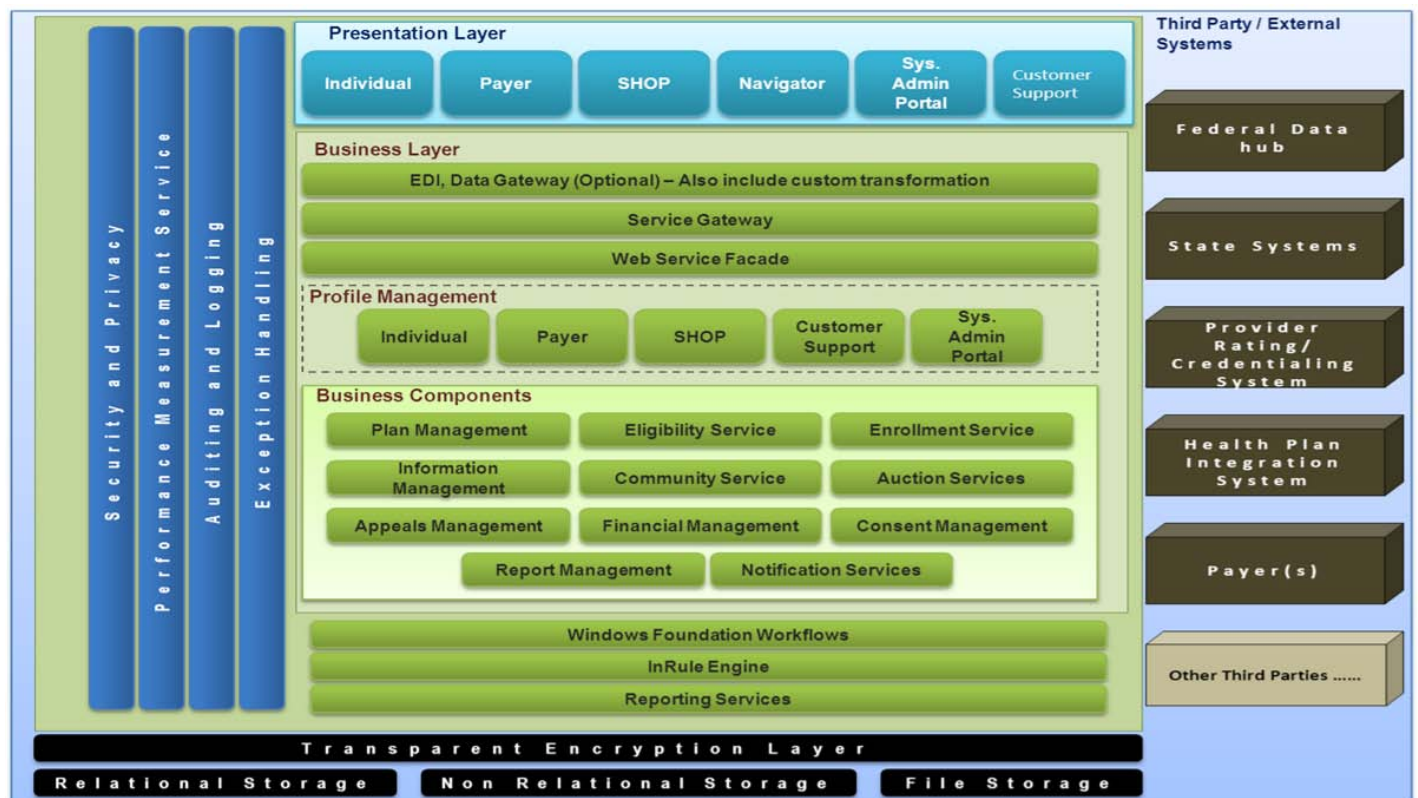 Security and Privacy
Performance Measurement Service
Auditing and Logging
Exception Handling
Presentation Layer
Individual
Payer
SHOP
Navigator
Sys.
Admin
Portal
Customer
Support
Business Layer
EDI, Data Gateway (Optional) – Also include custom transformation
Service Gateway
Web Service Facade
Profile Management
Individual
Payer
SHOP
Customer
Support
Sys.
Admin
Portal
Business Components
Plan Management
Eligibility Service
Enrollment Service
Information
Management
Community Service
Auction Services
Appeals Management
Financial Management
Consent Management
Report Management
Notification Services
Windows Foundation Workflows
InRule Engine
Reporting Services
Transparent Encryption Layer
Relational Storage
Non Relational Storage
File Storage
Third Party / External
Systems
Federal Data
hub
State Systems
Provider
Rating/
Credentialing
System
Health Plan
Integration
System
Payer(s)
Other Third Parties ......